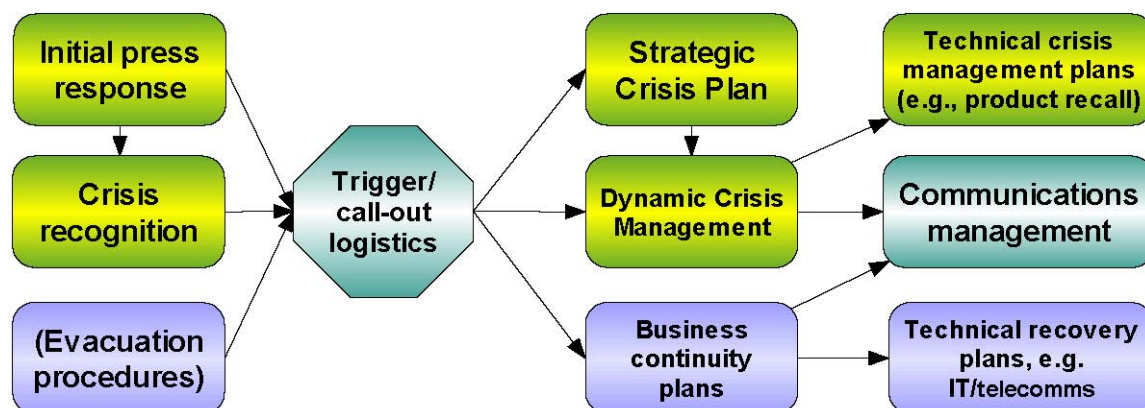 Initial press
response
Crisis
recognition
(Evacuation
procedures)
Trigger/
call-out
logistics
Strategic
Crisis Plan
Dynamic Crisis
Management
Business
continuity
plans
Technical crisis
management plans
(e.g., product recall)
Communications
management
Technical recovery
plans, e.g.
IT/telecomms